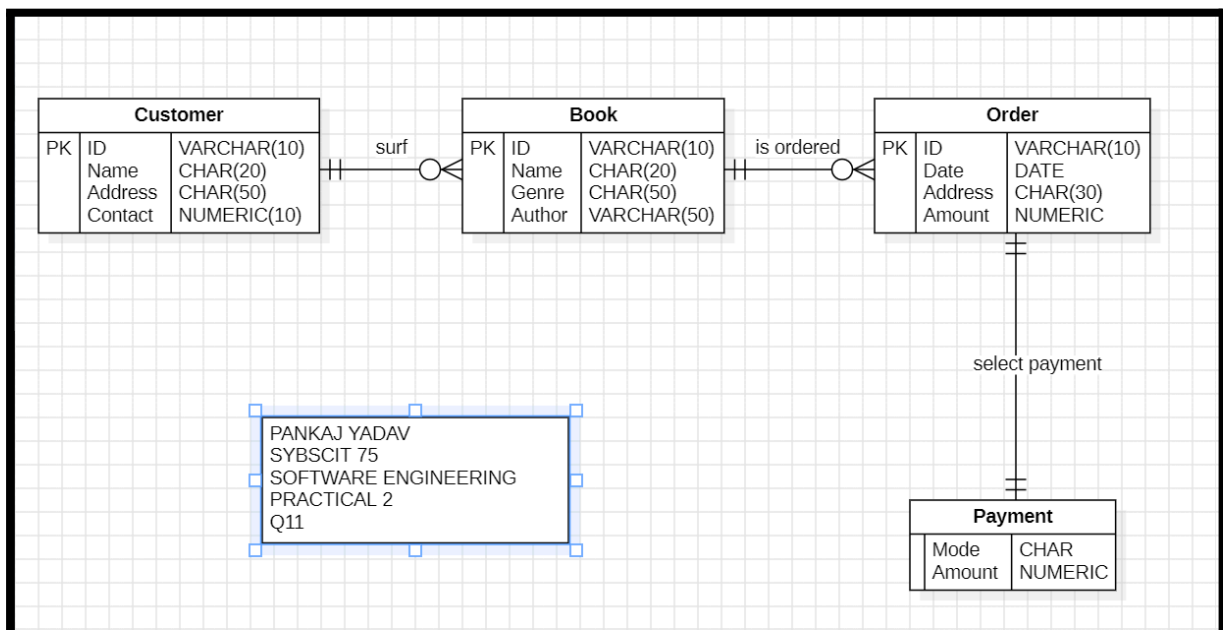 Customer
PK ID VARCHAR(10)
Name CHAR(20)
Address CHAR(50)
Contact NUMERIC(10)
surf
Book
PK ID VARCHAR(10)
Name CHAR(20)
Genre CHAR(50)
Author VARCHAR(50)
is ordered
Order
PK ID VARCHAR(10)
Date DATE
Address CHAR(30)
Amount NUMERIC
select payment
PANKAJ YADAV
SYBSCIT 75
SOFTWARE ENGINEERING
PRACTICAL 2
Q11
Payment
Mode CHAR
Amount NUMERIC